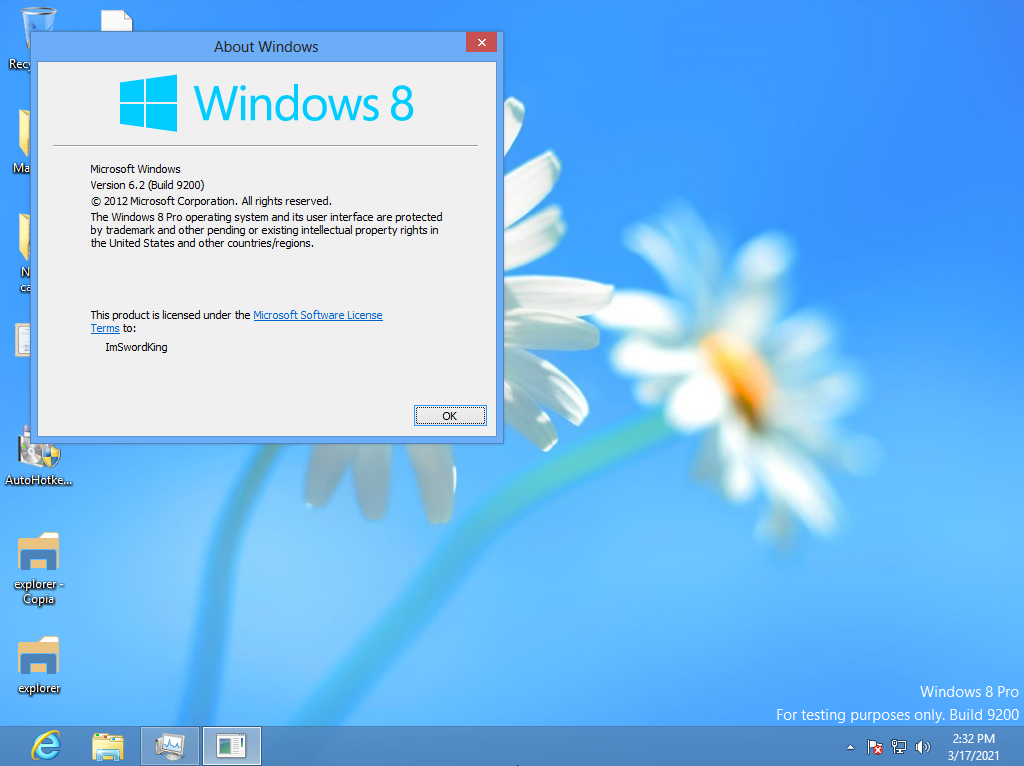 About Windows
Windows 8
Microsoft Windows
Version 6.2 (Build 9200)
© 2012 Microsoft Corporation. All rights reserved.
The Windows 8 Pro operating system and its user interface are protected
by trademark and other pending or existing intellectual property rights in
the United States and other countries/regions.
This product is licensed under the Microsoft Software License
Terms to:
ImSwordKing
OK
AutoHotke...
explorer -
Copia
explorer
Windows 8 Pro
For testing purposes only. Build 9200
2:32 PM
3/17/2021